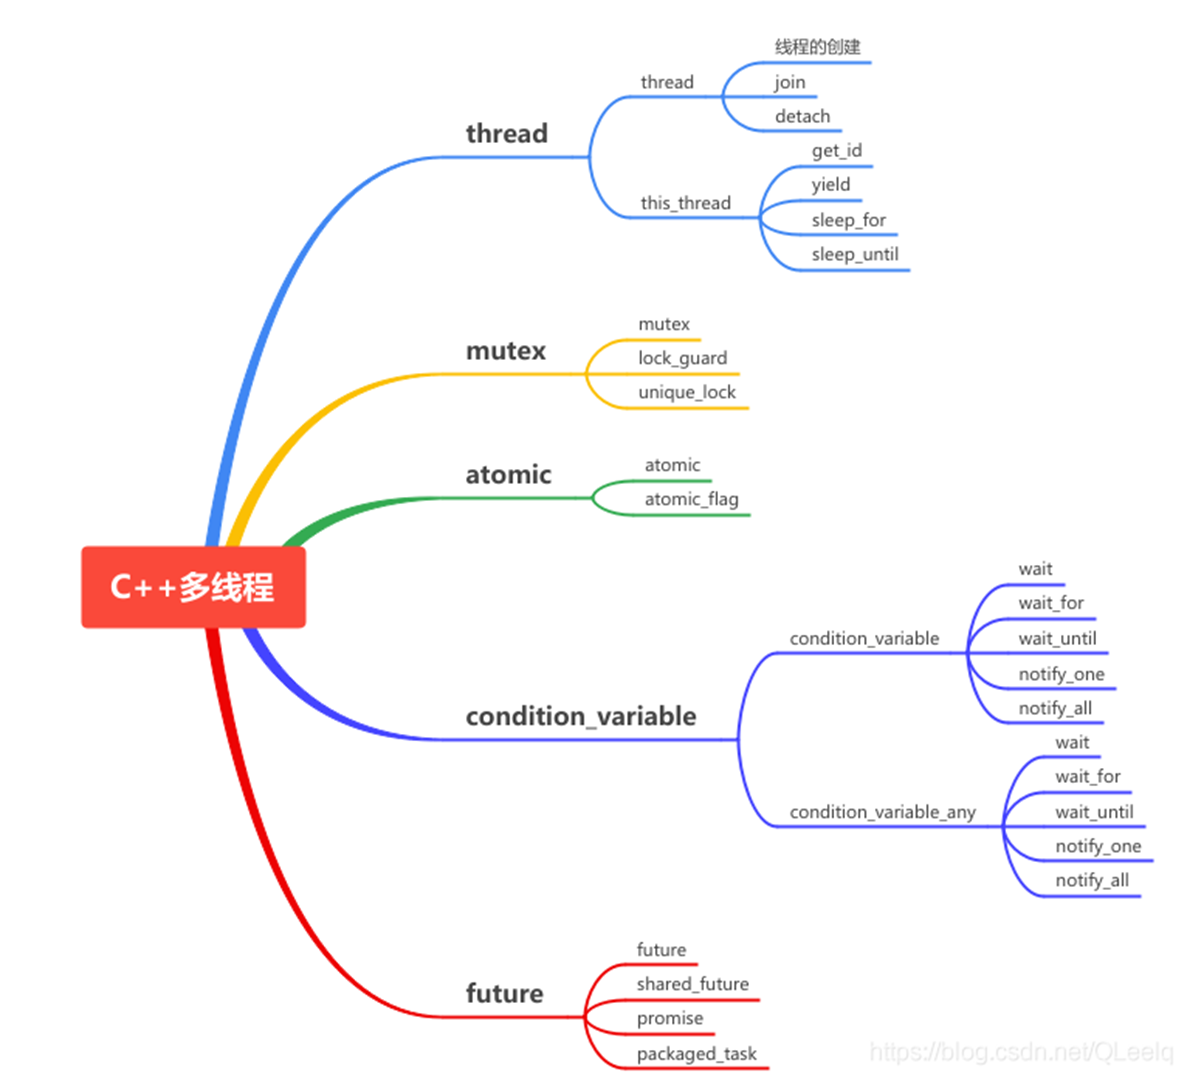 C++多线程
thread
thread
线程的创建
join
detach
this_thread
get_id
yield
sleep_for
sleep_until
mutex
mutex
lock_guard
unique_lock
atomic
atomic
atomic_flag
condition_variable
condition_variable
wait
wait_for
wait_until
notify_one
notify_all
condition_variable_any
wait
wait_for
wait_until
notify_one
notify_all
future
future
shared_future
promise
packaged_task
https://blog.csdn.net/QLeelq